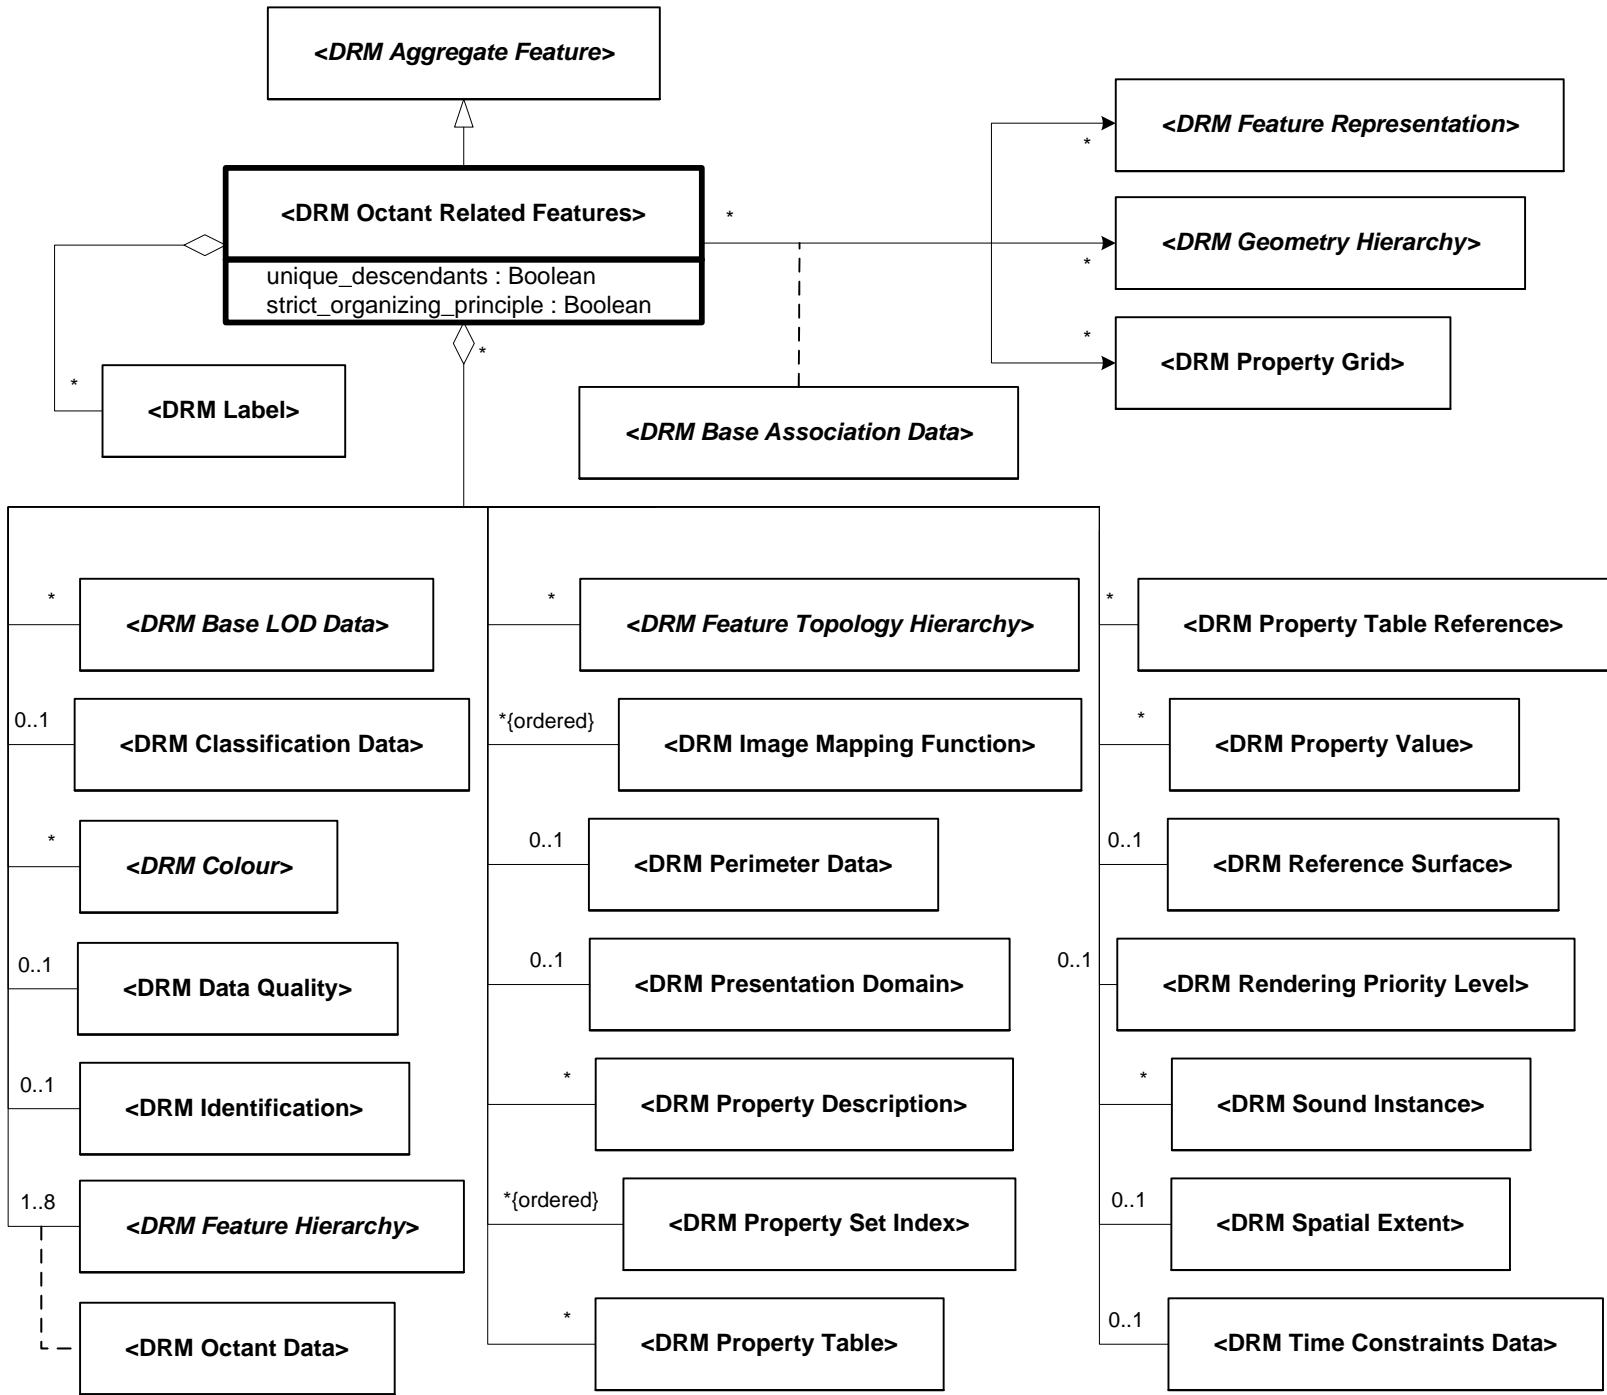 <DRM Aggregate Feature>
<DRM Feature Representation>
*
<DRM Octant Related Features>
*
<DRM Geometry Hierarchy>
*
unique_descendants : Boolean
strict_organizing_principle : Boolean
*
*
<DRM Property Grid>
*
<DRM Label>
<DRM Base Association Data>
*
<DRM Base LOD Data>
*
<DRM Feature Topology Hierarchy>
*
<DRM Property Table Reference>
0..1
<DRM Classification Data>
*{ordered}
<DRM Image Mapping Function>
*
<DRM Property Value>
*
<DRM Colour>
0..1
<DRM Perimeter Data>
0..1
<DRM Reference Surface>
0..1
<DRM Data Quality>
0..1
<DRM Presentation Domain>
0..1
<DRM Rendering Priority Level>
0..1
<DRM Identification>
*
<DRM Property Description>
*
<DRM Sound Instance>
1..8
<DRM Feature Hierarchy>
*{ordered}
<DRM Property Set Index>
0..1
<DRM Spatial Extent>
<DRM Octant Data>
*
<DRM Property Table>
0..1
<DRM Time Constraints Data>